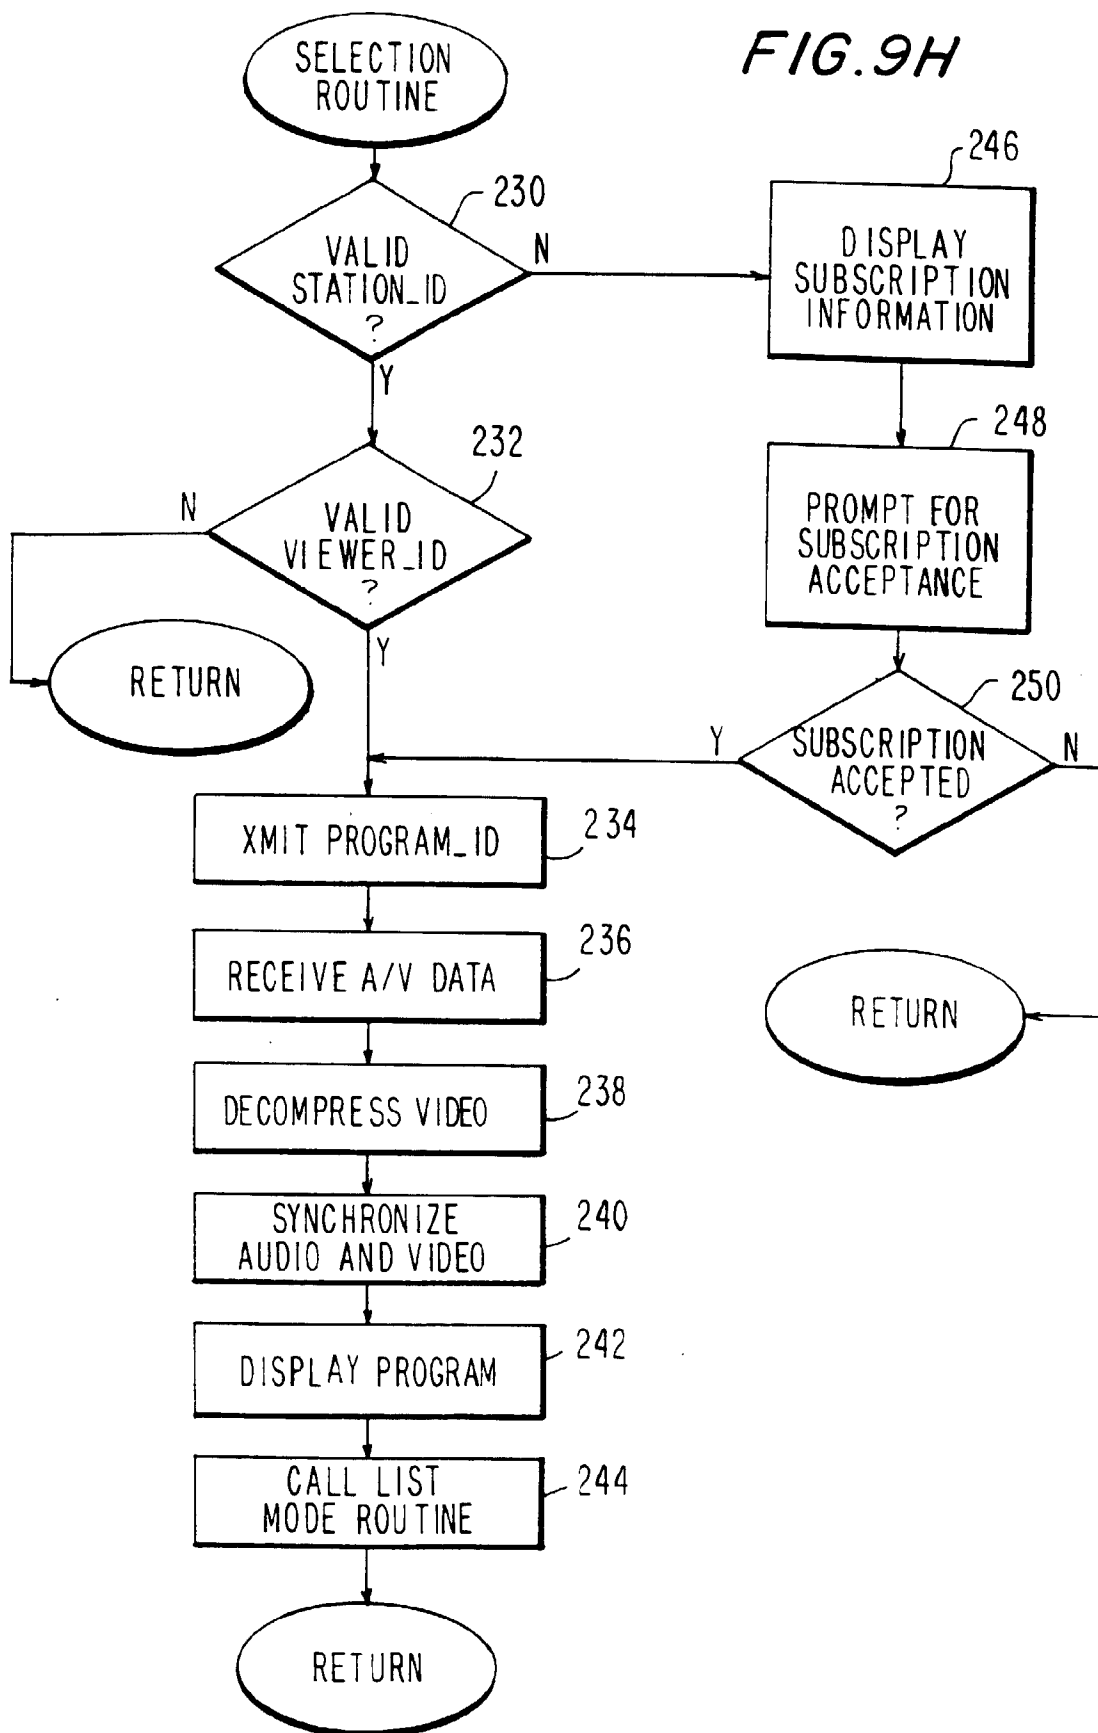 FIG.9H
SELECTION
ROUTINE
230
VALID
STATION_ID
?
N
Y
246
DISPLAY
SUBSCRIPTION
INFORMATION
232
VALID
VIEWER_ID
?
N
Y
RETURN
248
PROMPT FOR
SUBSCRIPTION
ACCEPTANCE
250
SUBSCRIPTION
ACCEPTED
?
Y
N
RETURN
XMIT PROGRAM_ID
234
RECEIVE A/V DATA
236
DECOMPRESS VIDEO
238
SYNCHRONIZE
AUDIO AND VIDEO
240
DISPLAY PROGRAM
242
CALL LIST
MODE ROUTINE
244
RETURN